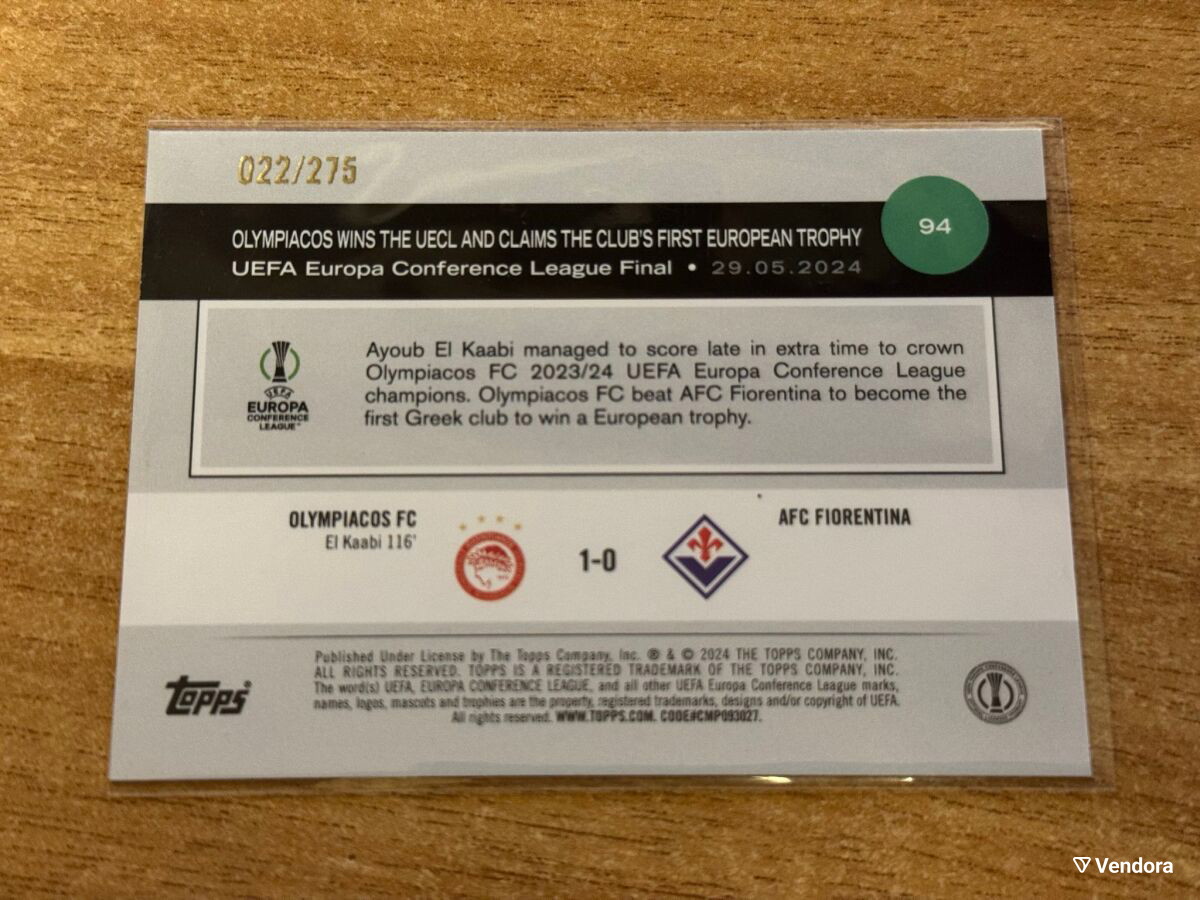 022/275
OLYMPIACOS WINS THE UECL AND CLAIMS THE CLUB'S FIRST EUROPEAN TROPHY
94
UEFA Europa Conference League Final • 29.05.2024
Ayoub El Kaabi managed to score late in extra time to crown
Olympiacos FC 2023/24 UEFA Europa Conference League
champions. Olympiacos FC beat AFC Fiorentina to become the
first Greek club to win a European trophy.
UEFA
EUROPA
CONFERENCE
LEAGUE™
OLYMPIACOS FC
El Kaabi 116'
1-0
AFC FIORENTINA
Published Under License by The Topps Company, Inc. ® & © 2024 THE TOPPS COMPANY, INC.
ALL RIGHTS RESERVED. TOPPS IS A REGISTERED TRADEMARK OF THE TOPPS COMPANY, INC.
The word(s) UEFA, EUROPA CONFERENCE LEAGUE, and all other UEFA Europa Conference League marks,
names, logos, mascots and trophies are the property, registered trademarks, designs and/or copyright of UEFA.
All rights reserved. WWW.TOPPS.COM. CODE#CMP093027.
Topps®
Vendora